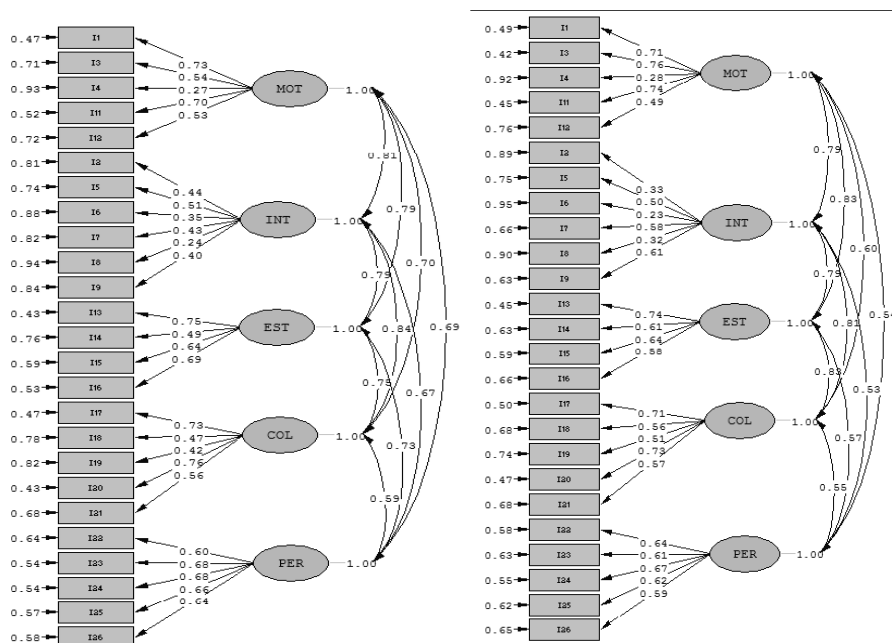 0.47 I1
0.71 I3
0.93 I4
0.52 I11
0.72 I12
0.81 I2
0.74 I5
0.88 I6
0.82 I7
0.94 I8
0.84 I9
0.43 I13
0.76 I14
0.59 I15
0.53 I16
0.47 I17
0.78 I18
0.82 I19
0.43 I20
0.68 I21
0.64 I22
0.54 I23
0.54 I24
0.57 I25
0.58 I26
0.73
0.54
0.27
0.70
0.53
MOT
1.00
0.44
0.51
0.35
0.43
0.24
0.40
INT
1.00
0.75
0.49
0.64
0.69
EST
1.00
0.73
0.47
0.42
0.76
0.56
COL
1.00
0.60
0.68
0.68
0.66
0.64
PER
1.00
0.81
0.79
0.70
0.79
0.84
0.69
0.75
0.67
0.73
0.59
0.49 I1
0.42 I3
0.92 I4
0.45 I11
0.76 I12
0.89 I2
0.75 I5
0.95 I6
0.66 I7
0.90 I8
0.63 I9
0.45 I13
0.63 I14
0.59 I15
0.66 I16
0.50 I17
0.68 I18
0.74 I19
0.47 I20
0.68 I21
0.58 I22
0.63 I23
0.55 I24
0.62 I25
0.65 I26
0.71
0.76
0.28
0.74
0.49
MOT
1.00
0.33
0.50
0.23
0.58
0.32
0.61
INT
1.00
0.74
0.61
0.64
0.58
EST
1.00
0.71
0.56
0.51
0.73
0.57
COL
1.00
0.64
0.61
0.67
0.62
0.59
PER
1.00
0.79
0.83
0.60
0.79
0.81
0.54
0.83
0.53
0.57
0.55